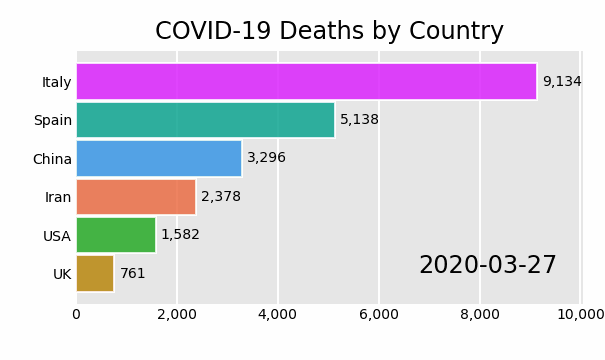 COVID-19 Deaths by Country
Italy 9,134
Spain 5,138
China 3,296
Iran 2,378
USA 1,582
UK 761
2020-03-27
0 2,000 4,000 6,000 8,000 10,000